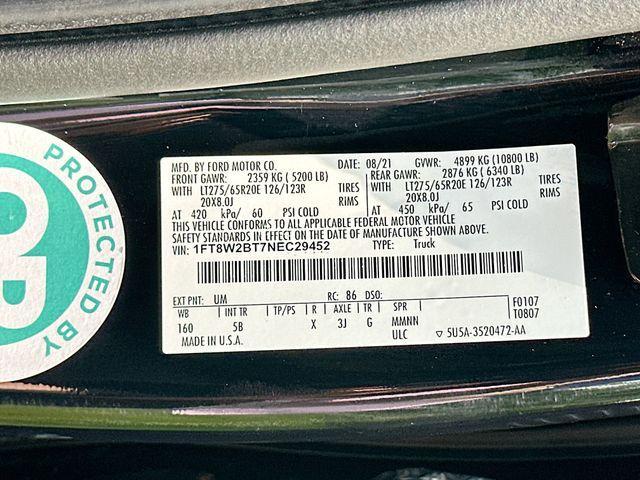 PROTECTED BY
MFD. BY FORD MOTOR CO. DATE: 08/21 GVWR: 4899 KG (10800 LB)
FRONT GAWR: 2359 KG (5200 LB) REAR GAWR: 2876 KG (6340 LB)
WITH LT275/65R20E 126/123R TIRES WITH LT275/65R20E 126/123R TIRES
20X8.0J RIMS 20X8.0J RIMS
AT 420 kPa/ 60 PSI COLD AT 450 kPa/ 65 PSI COLD
THIS VEHICLE CONFORMS TO ALL APPLICABLE FEDERAL MOTOR VEHICLE
SAFETY STANDARDS IN EFFECT ON THE DATE OF MANUFACTURE SHOWN ABOVE.
VIN: 1FT8W2BT7NEC29452 TYPE: Truck
EXT PNT: UM RC: 86 DSO: F0107
WB INT TR TP/PS R AXLE TR SPR T0807
160 5B X 3J G MMNN
MADE IN U.S.A. ULC ▽ 5U5A-3520472-AA